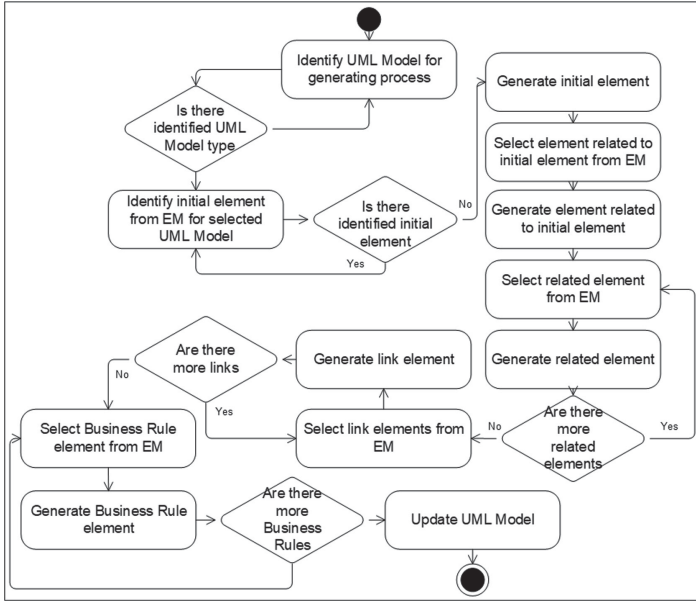 Identify UML Model for
generating process
Is there
identified UML
Model type
Identify initial element
from EM for selected
UML Model
Is there
identified initial
element
No
Yes
Generate initial element
Select element related to
initial element from EM
Generate element related
to initial element
Select related element
from EM
Generate related element
Are there
more
related
elements
Yes
No
Select link elements from
EM
Generate link element
Are there
more links
Yes
No
Select Business Rule
element from EM
Generate Business Rule
element
Are there
more
Business
Rules
Update UML Model